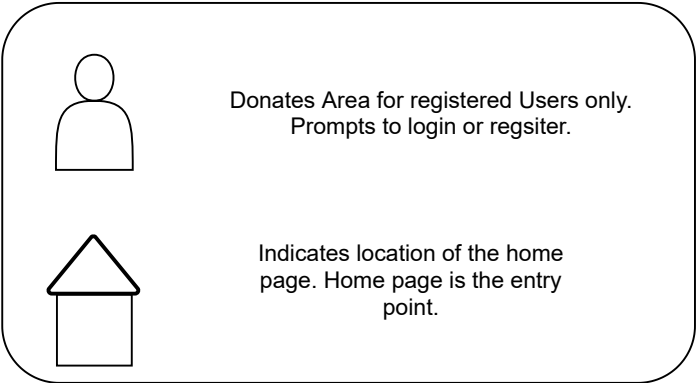 Donates Area for registered Users only.
Prompts to login or regsiter.
Indicates location of the home
page. Home page is the entry
point.